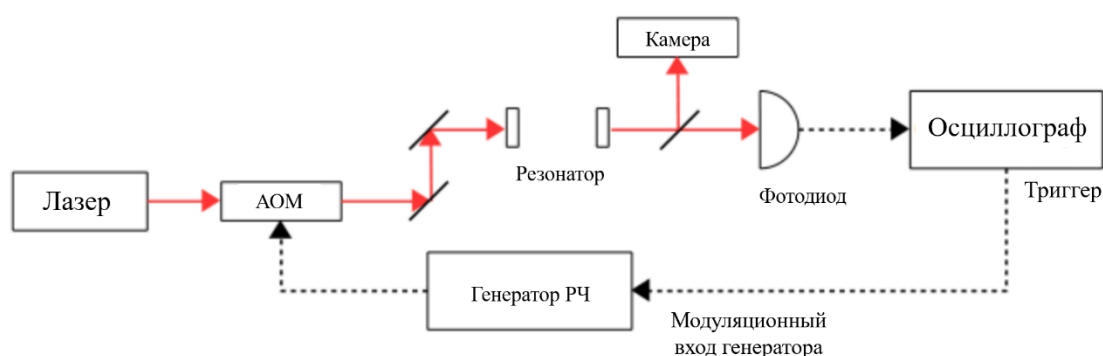 Камера
Осциллограф
Резонатор
Фотодиод
Триггер
Лазер
АОМ
Генератор РЧ
Модуляционный
вход генератора